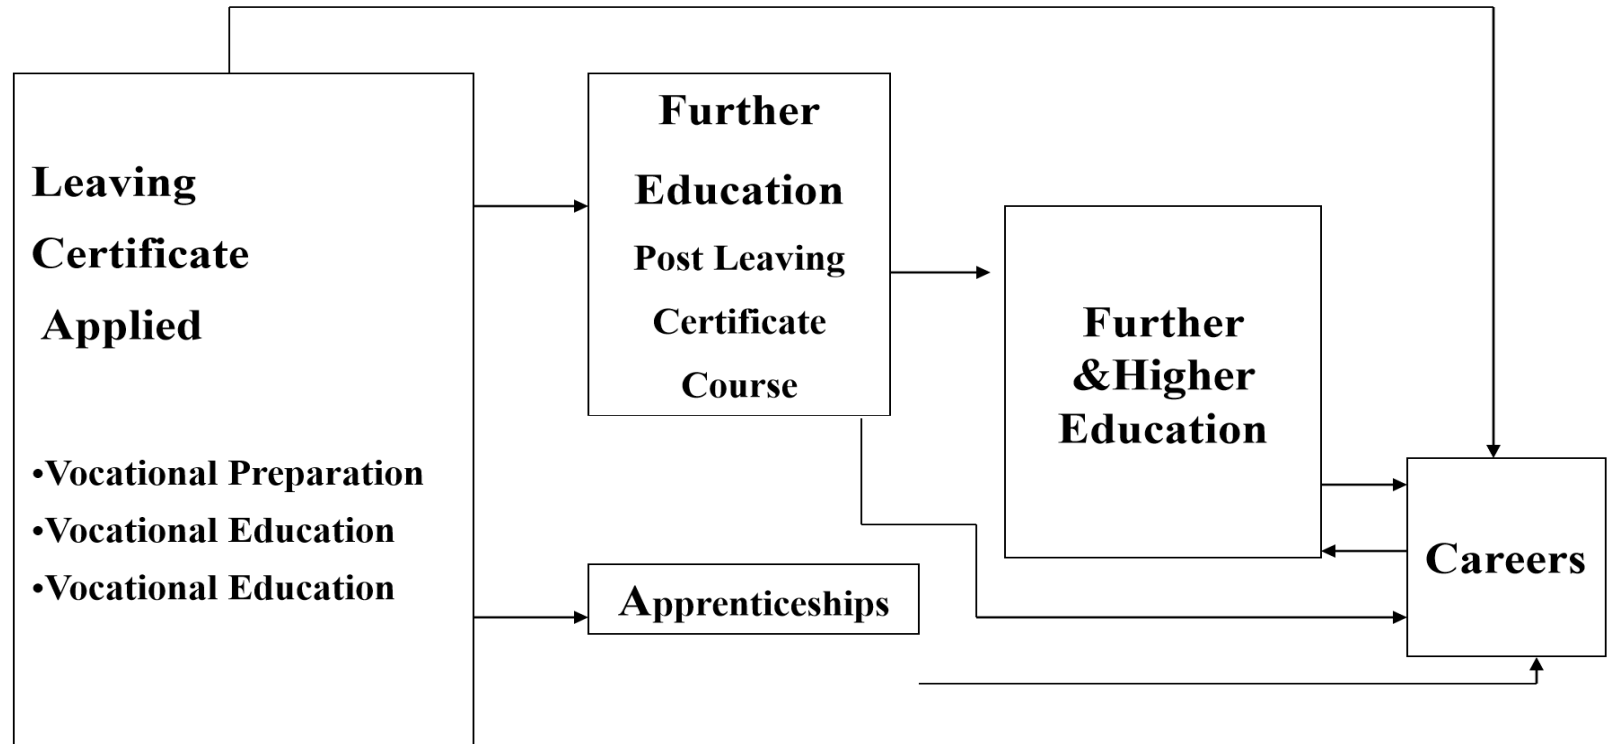 Leaving
Certificate
Applied
•Vocational Preparation
•Vocational Education
•Vocational Education
Further
Education
Post Leaving
Certificate
Course
Apprenticeships
Further
&Higher
Education
Careers